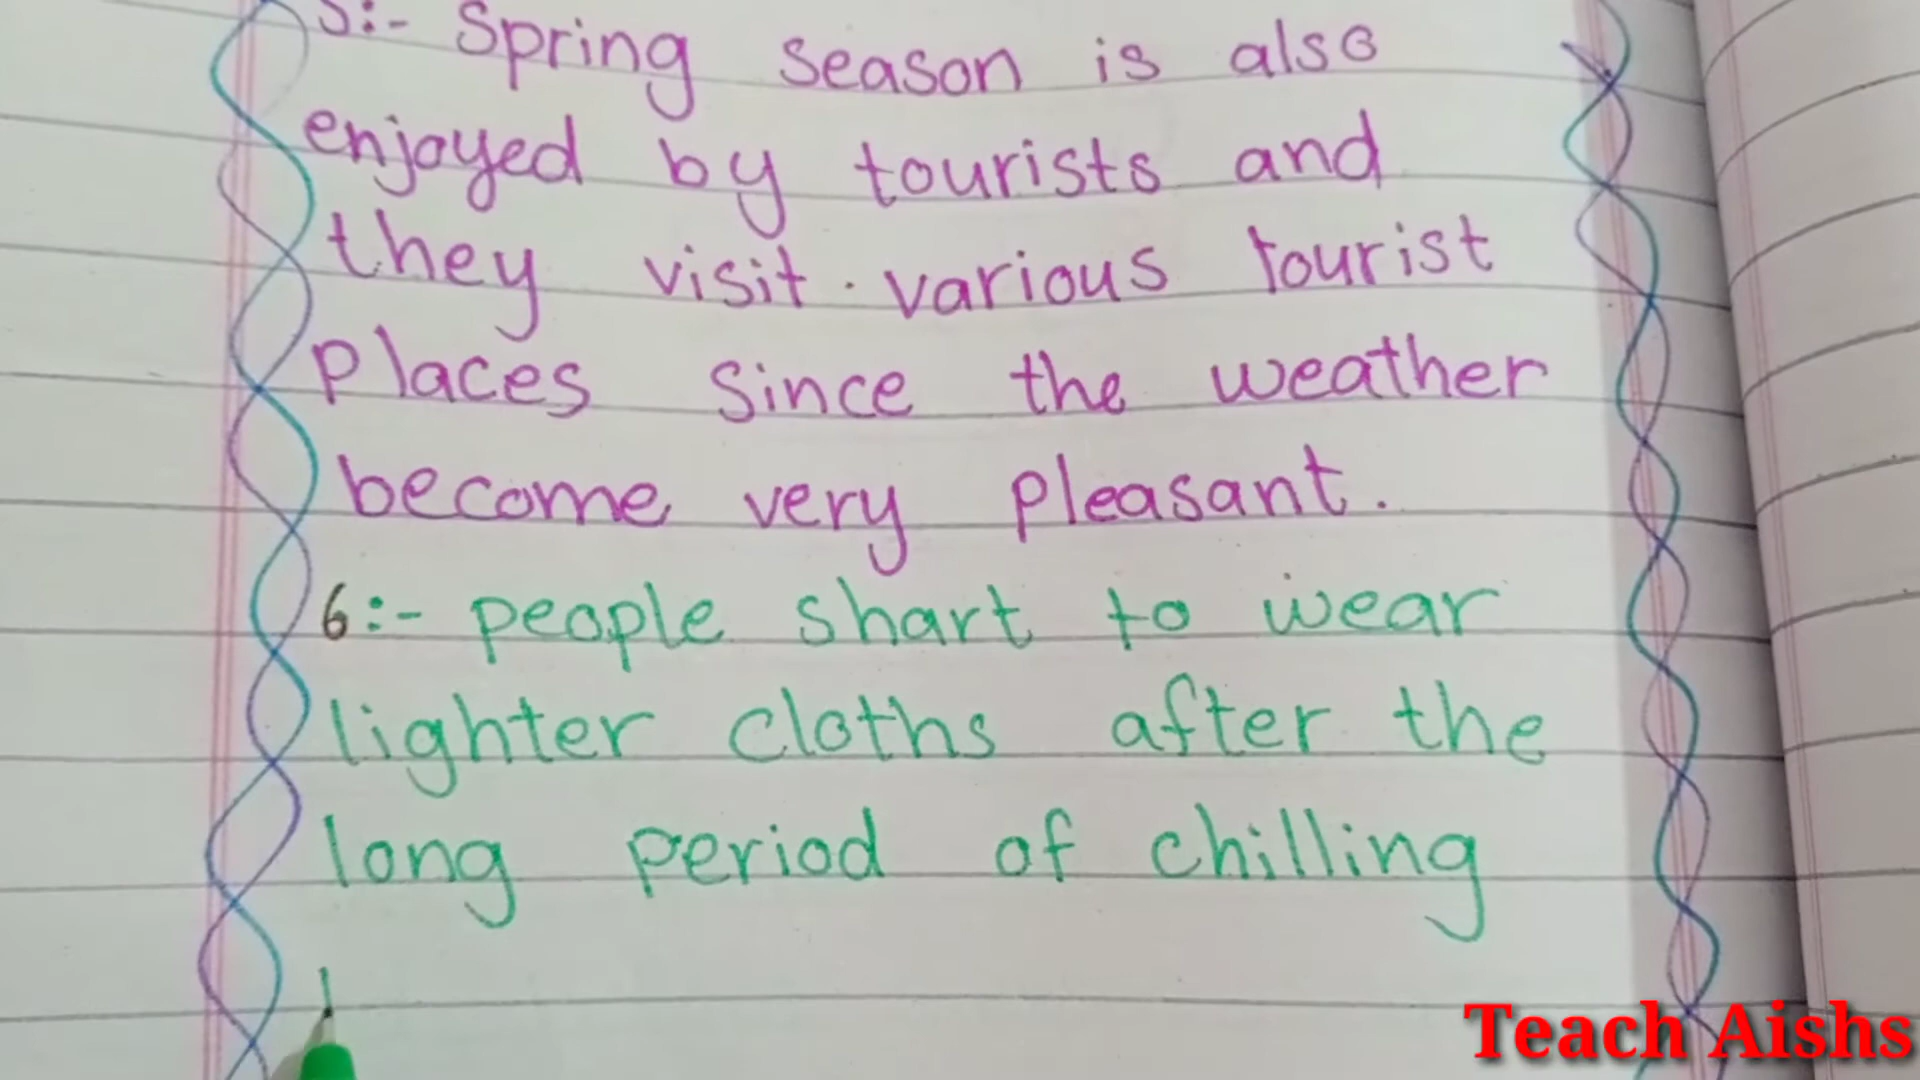 5:- Spring season is also
enjoyed by tourists and
they visit. various tourist
places since the weather
become very pleasant.
6:- people shart to wear
lighter cloths after the
long period of chilling
Teach Aishs